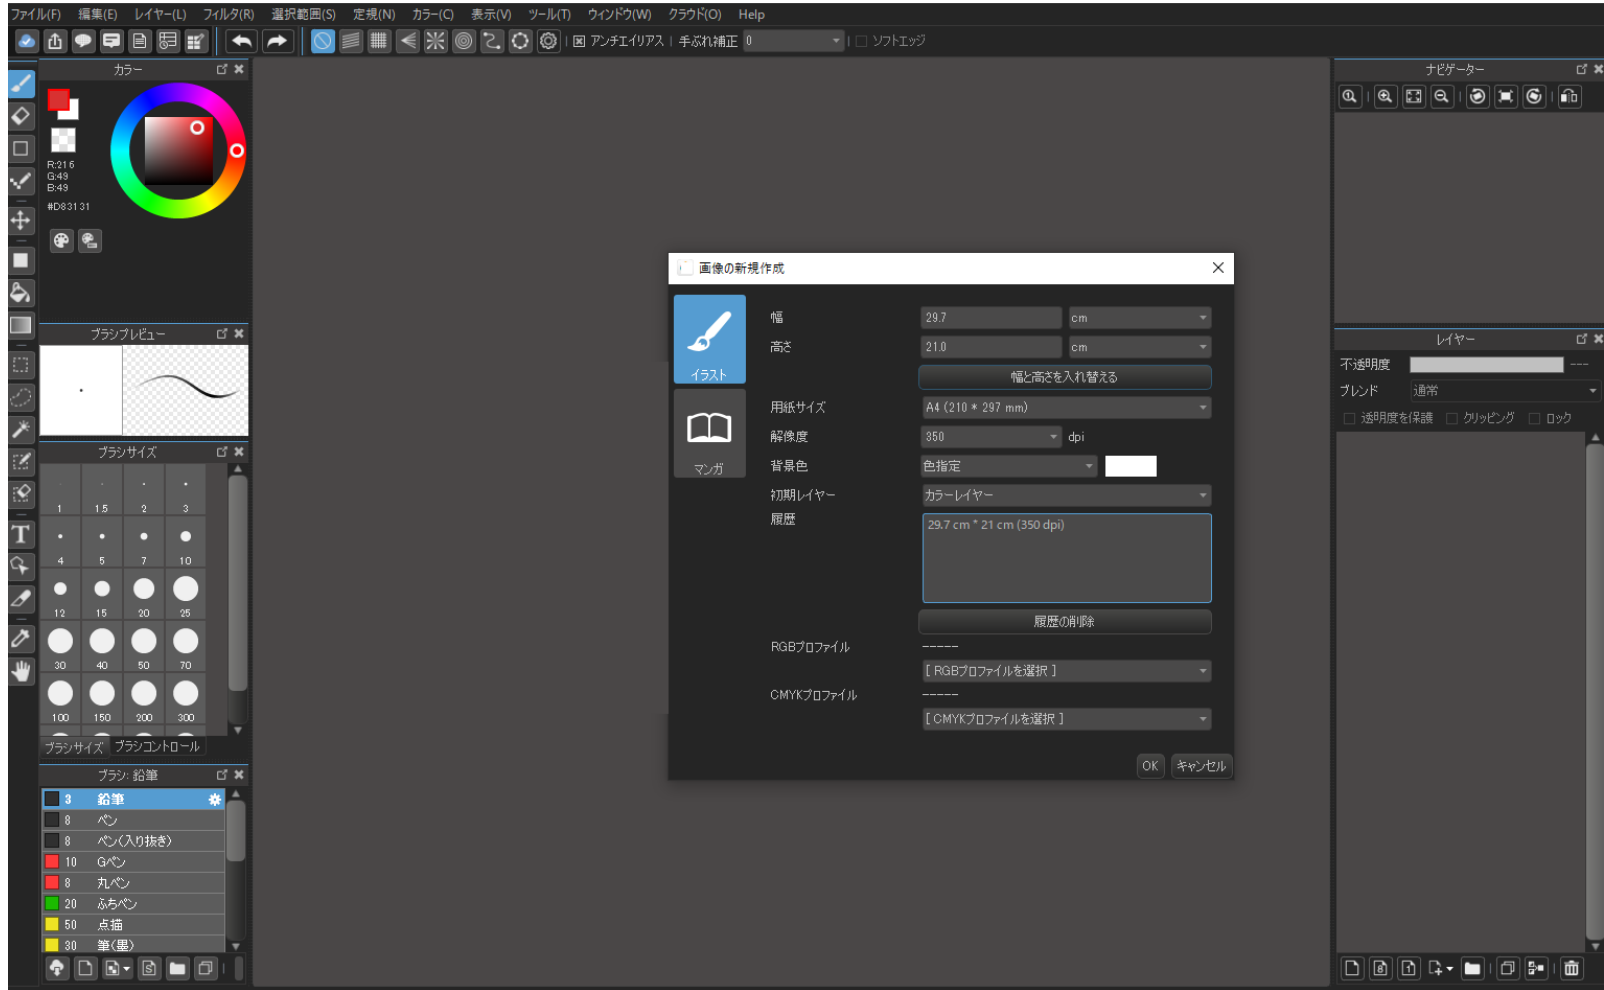 ファイル(F) 編集(E) レイヤー(L) フィルタ(R) 選択範囲(S) 定規(N) カラー(C) 表示(V) ツール(T) ウィンドウ(W) クラウド(O) Help
アンチエイリアス 手ぶれ補正 0 ソフトエッジ
カラー
R:216
G:49
B:49
#D83131
ブラシプレビュー
ブラシサイズ
1 1.5 2 3
4 5 7 10
12 15 20 25
30 40 50 70
100 150 200 300
ブラシサイズ ブラシコントロール
ブラシ: 鉛筆
3 鉛筆
8 ペン
8 ペン(入り抜き)
10 Gペン
8 丸ペン
20 ふちペン
50 点描
30 筆(墨)
画像の新規作成
イラスト
マンガ
幅 29.7 cm
高さ 21.0 cm
幅と高さを入れ替える
用紙サイズ A4 (210 * 297 mm)
解像度 350 dpi
背景色 色指定
初期レイヤー カラーレイヤー
履歴 29.7 cm * 21 cm (350 dpi)
履歴の削除
RGBプロファイル -----
[ RGBプロファイルを選択 ]
CMYKプロファイル -----
[ CMYKプロファイルを選択 ]
OK キャンセル
ナビゲーター
レイヤー
不透明度 ---
ブレンド 通常
透明度を保護 クリッピング ロック